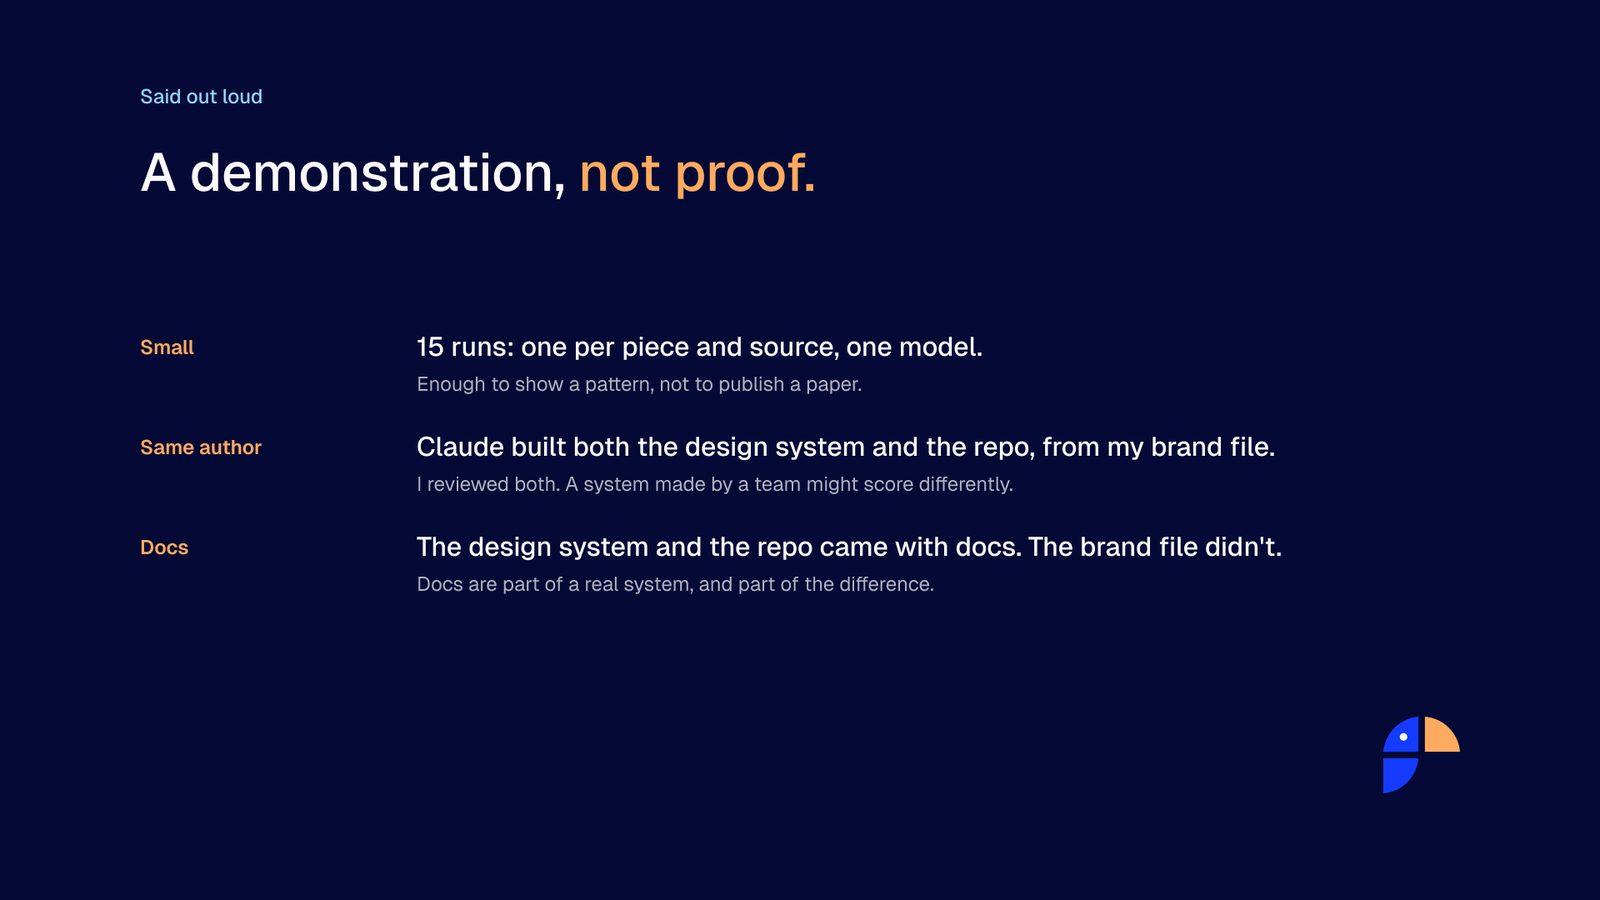 Said out loud
A demonstration, not proof.
Small
15 runs: one per piece and source, one model.
Enough to show a pattern, not to publish a paper.
Same author
Claude built both the design system and the repo, from my brand file.
I reviewed both. A system made by a team might score differently.
Docs
The design system and the repo came with docs. The brand file didn't.
Docs are part of a real system, and part of the difference.